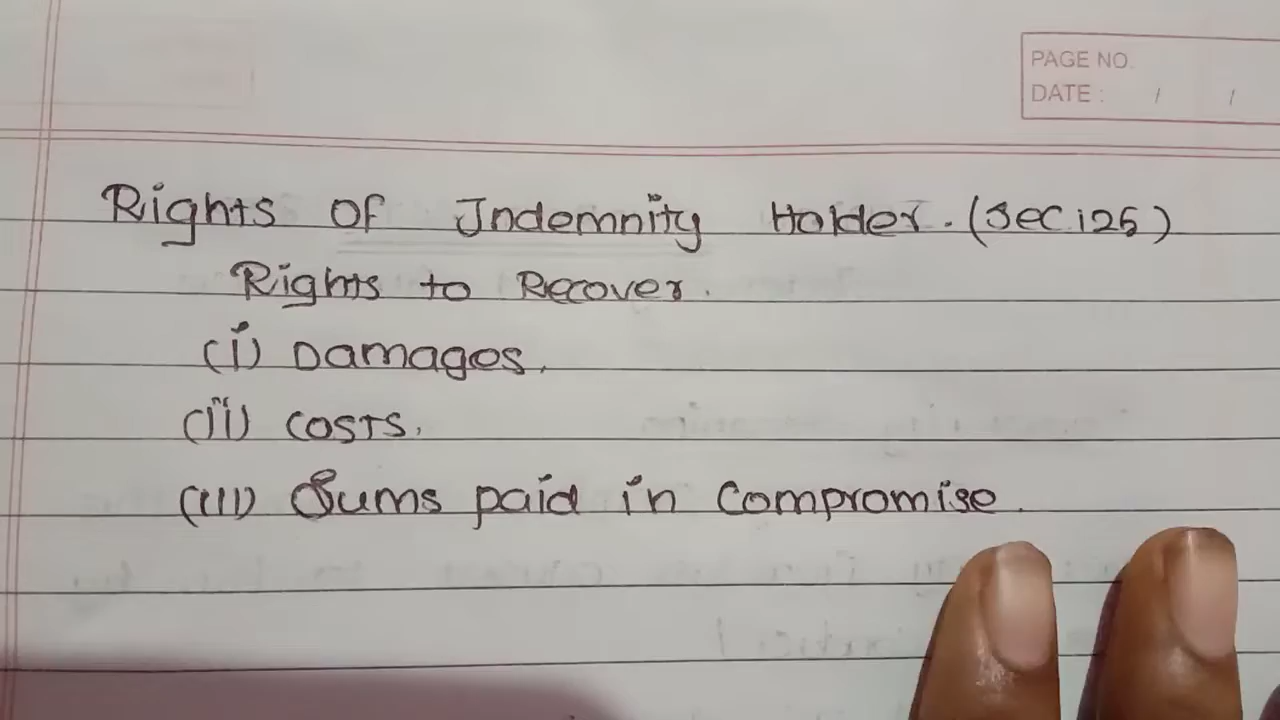 PAGE NO.
DATE : / /
Rights of Indemnity Holder. (Sec 125)
Rights to Recover.
(i) Damages.
(ii) Costs.
(iii) Sums paid in Compromise.